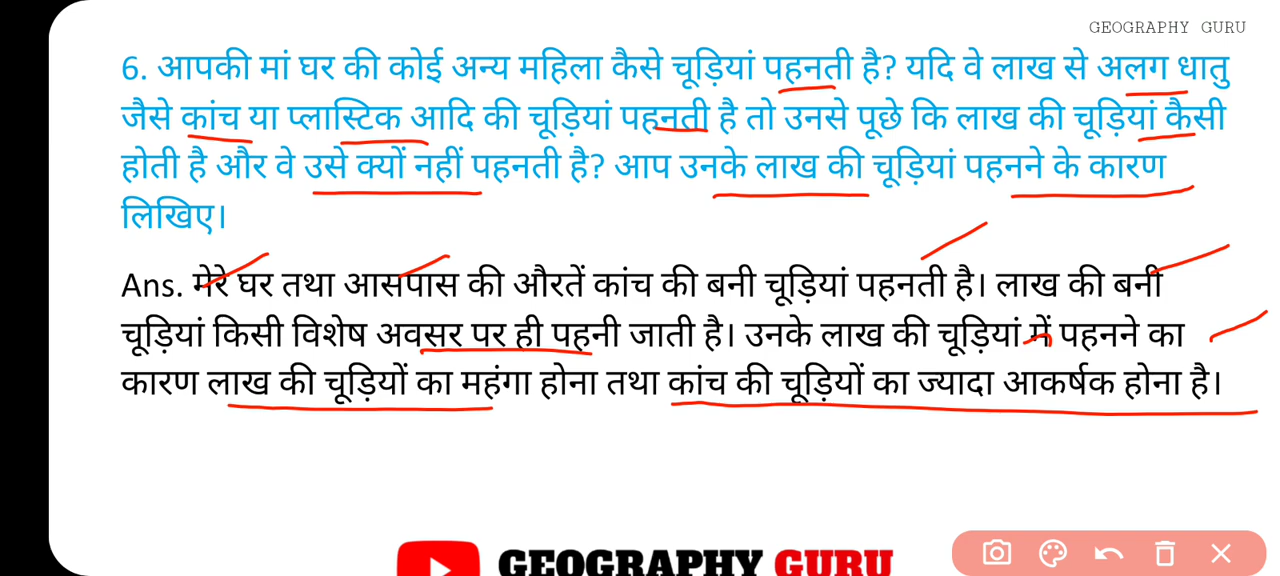 GEOGRAPHY GURU
6. आपकी मां घर की कोई अन्य महिला कैसे चूड़ियां पहनती है? यदि वे लाख से अलग धातु
जैसे कांच या प्लास्टिक आदि की चूड़ियां पहनती है तो उनसे पूछे कि लाख की चूड़ियां कैसी
होती है और वे उसे क्यों नहीं पहनती है? आप उनके लाख की चूड़ियां पहनने के कारण
लिखिए।
Ans. मेरे घर तथा आसपास की औरतें कांच की बनी चूड़ियां पहनती है। लाख की बनी
चूड़ियां किसी विशेष अवसर पर ही पहनी जाती है। उनके लाख की चूड़ियां में पहनने का
कारण लाख की चूड़ियों का महंगा होना तथा कांच की चूड़ियों का ज्यादा आकर्षक होना है।
GEOGRAPHY GURU